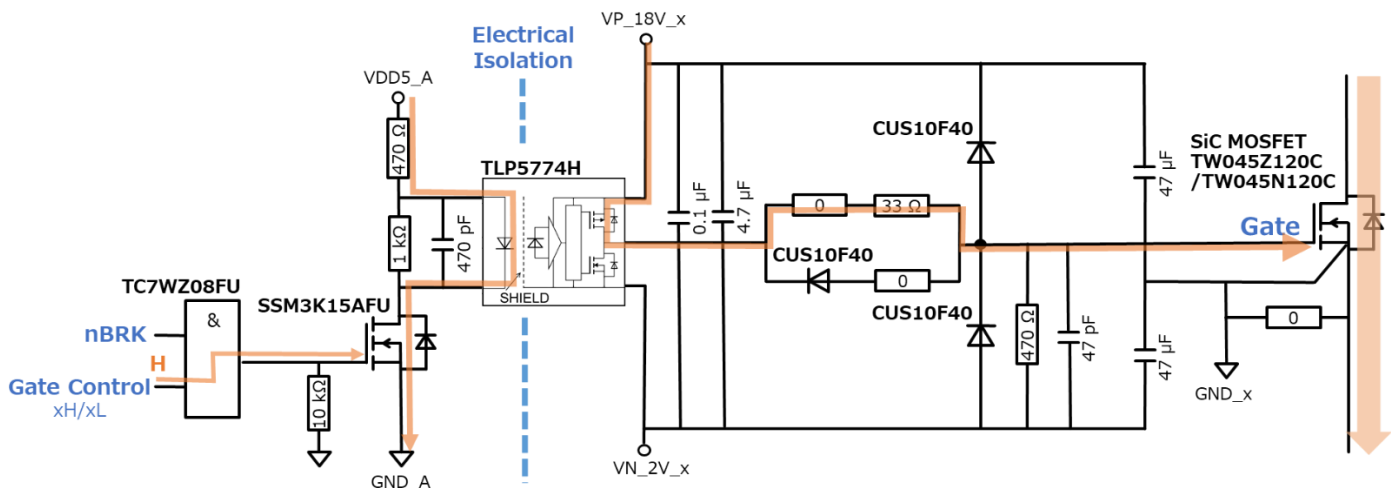 Electrical
Isolation
VP_18V_x
VDD5_A
470 Ω
TLP5774H
CUS10F40
SiC MOSFET
TW045Z120C
/TW045N120C
47 µF
0.1 µF
4.7 µF
0
33 Ω
1 kΩ
470 pF
Gate
CUS10F40
0
TC7WZ08FU
SSM3K15AFU
SHIELD
CUS10F40
&
nBRK
H
Gate Control
xH/xL
10 kΩ
470 Ω
47 pF
47 µF
0
GND_x
GND_A
VN_2V_x